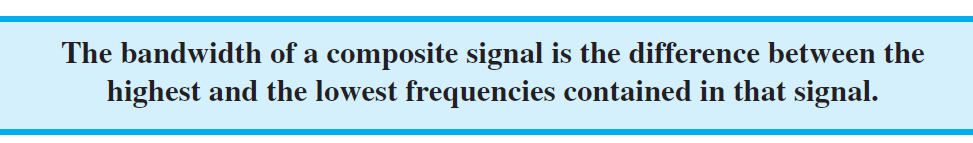 The bandwidth of a composite signal is the difference between the
highest and the lowest frequencies contained in that signal.